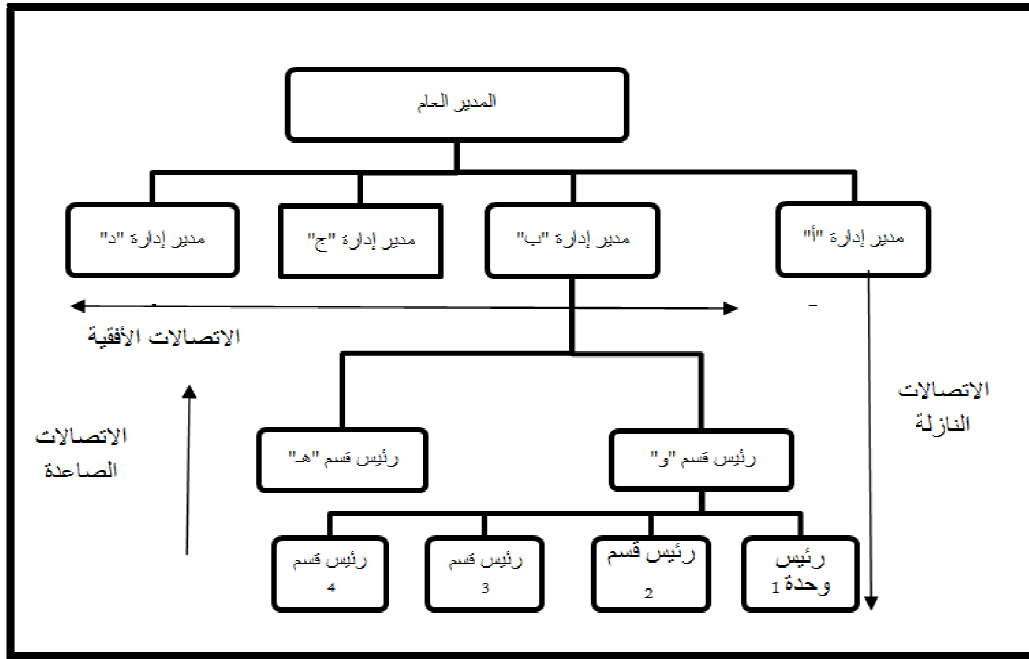 المدير العام
مدير إدارة "أ"
مدير إدارة "ب"
مدير إدارة "ج"
مدير إدارة "د"
الاتصالات الأفقية
الاتصالات
النازلة
الاتصالات
الصاعدة
رئيس قسم "و"
رئيس قسم "هـ"
رئيس
وحدة 1
رئيس قسم
2
رئيس قسم
3
رئيس قسم
4